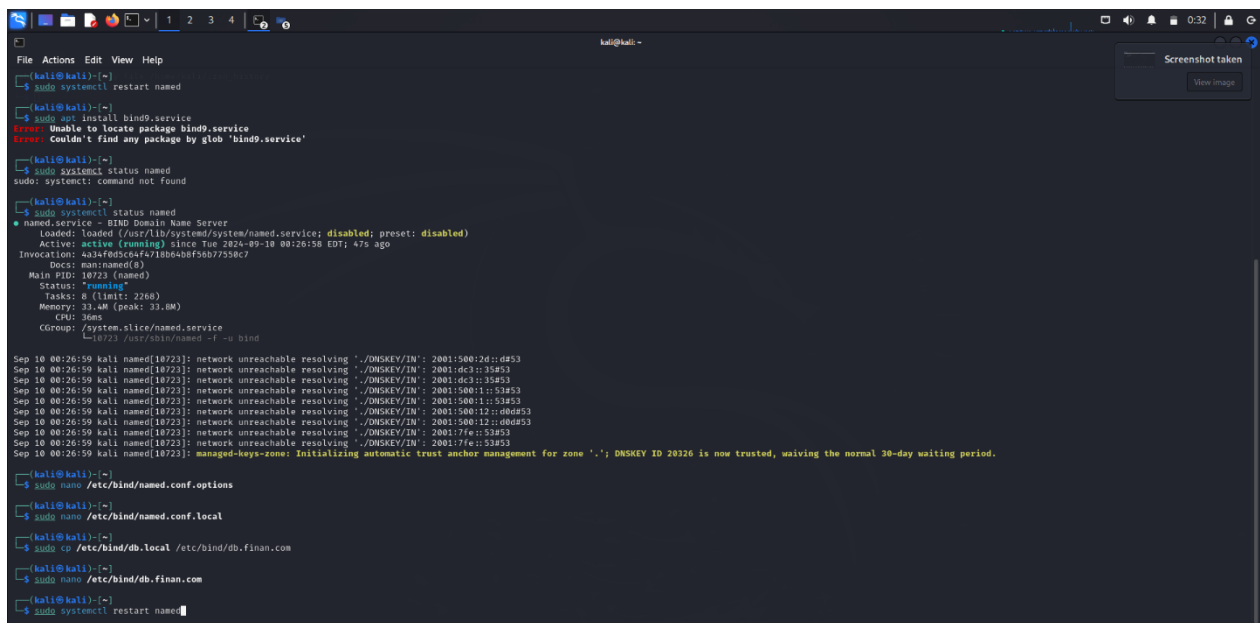 1 2 3 4
0:32
kali@kali: ~
File Actions Edit View Help
Screenshot taken
View image
┌──(kali㉿kali)-[~]
└─$ sudo systemctl restart named
┌──(kali㉿kali)-[~]
└─$ sudo apt install bind9.service
Error: Unable to locate package bind9.service
Error: Couldn't find any package by glob 'bind9.service'
┌──(kali㉿kali)-[~]
└─$ sudo systemct status named
sudo: systemct: command not found
┌──(kali㉿kali)-[~]
└─$ sudo systemctl status named
● named.service - BIND Domain Name Server
Loaded: loaded (/usr/lib/systemd/system/named.service; disabled; preset: disabled)
Active: active (running) since Tue 2024-09-10 00:26:58 EDT; 47s ago
Invocation: 4a34f0d5c64f4718b64b8f56b77550c7
Docs: man:named(8)
Main PID: 10723 (named)
Status: "running"
Tasks: 8 (limit: 2268)
Memory: 33.4M (peak: 33.8M)
CPU: 36ms
CGroup: /system.slice/named.service
└─10723 /usr/sbin/named -f -u bind
Sep 10 00:26:59 kali named[10723]: network unreachable resolving './DNSKEY/IN': 2001:500:2d::d#53
Sep 10 00:26:59 kali named[10723]: network unreachable resolving './DNSKEY/IN': 2001:dc3::35#53
Sep 10 00:26:59 kali named[10723]: network unreachable resolving './DNSKEY/IN': 2001:dc3::35#53
Sep 10 00:26:59 kali named[10723]: network unreachable resolving './DNSKEY/IN': 2001:500:1::53#53
Sep 10 00:26:59 kali named[10723]: network unreachable resolving './DNSKEY/IN': 2001:500:1::53#53
Sep 10 00:26:59 kali named[10723]: network unreachable resolving './DNSKEY/IN': 2001:500:12::d0d#53
Sep 10 00:26:59 kali named[10723]: network unreachable resolving './DNSKEY/IN': 2001:500:12::d0d#53
Sep 10 00:26:59 kali named[10723]: network unreachable resolving './DNSKEY/IN': 2001:7fe::53#53
Sep 10 00:26:59 kali named[10723]: network unreachable resolving './DNSKEY/IN': 2001:7fe::53#53
Sep 10 00:26:59 kali named[10723]: managed-keys-zone: Initializing automatic trust anchor management for zone '.'; DNSKEY ID 20326 is now trusted, waiving the normal 30-day waiting period.
┌──(kali㉿kali)-[~]
└─$ sudo nano /etc/bind/named.conf.options
┌──(kali㉿kali)-[~]
└─$ sudo nano /etc/bind/named.conf.local
┌──(kali㉿kali)-[~]
└─$ sudo cp /etc/bind/db.local /etc/bind/db.finan.com
┌──(kali㉿kali)-[~]
└─$ sudo nano /etc/bind/db.finan.com
┌──(kali㉿kali)-[~]
└─$ sudo systemctl restart named